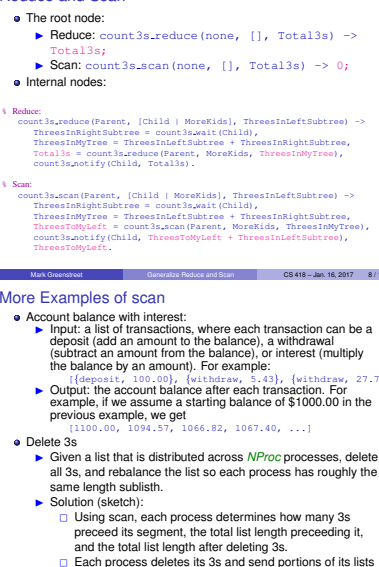 The root node:
Reduce: count3s_reduce(none, [], Total3s) ->
Total3s;
Scan: count3s_scan(none, [], Total3s) -> 0;
Internal nodes:
% Reduce:
count3s_reduce(Parent, [Child | MoreKids], ThreesInLeftSubtree) ->
ThreesInRightSubtree = count3s_wait(Child),
ThreesInMyTree = ThreesInLeftSubtree + ThreesInRightSubtree,
Total3s = count3s_reduce(Parent, MoreKids, ThreesInMyTree),
count3s_notify(Child, Total3s).
% Scan:
count3s_scan(Parent, [Child | MoreKids], ThreesInLeftSubtree) ->
ThreesInRightSubtree = count3s_wait(Child),
ThreesInMyTree = ThreesInLeftSubtree + ThreesInRightSubtree,
ThreesToMyLeft = count3s_scan(Parent, MoreKids, ThreesInMyTree),
count3s_notify(Child, ThreesToMyLeft + ThreesInLeftSubtree),
ThreesToMyLeft.
Mark Greenstreet Generalize Reduce and Scan CS 418 – Jan. 16, 2017 8 /
More Examples of scan
Account balance with interest:
Input: a list of transactions, where each transaction can be a
deposit (add an amount to the balance), a withdrawal
(subtract an amount from the balance), or interest (multiply
the balance by an amount). For example:
[{deposit, 100.00}, {withdraw, 5.43}, {withdraw, 27.7
Output: the account balance after each transaction. For
example, if we assume a starting balance of $1000.00 in the
previous example, we get
[1100.00, 1094.57, 1066.82, 1067.40, ...]
Delete 3s
Given a list that is distributed across NProc processes, delete
all 3s, and rebalance the list so each process has roughly the
same length sublisth.
Solution (sketch):
Using scan, each process determines how many 3s
preceed its segment, the total list length preceeding it,
and the total list length after deleting 3s.
Each process deletes its 3s and send portions of its lists